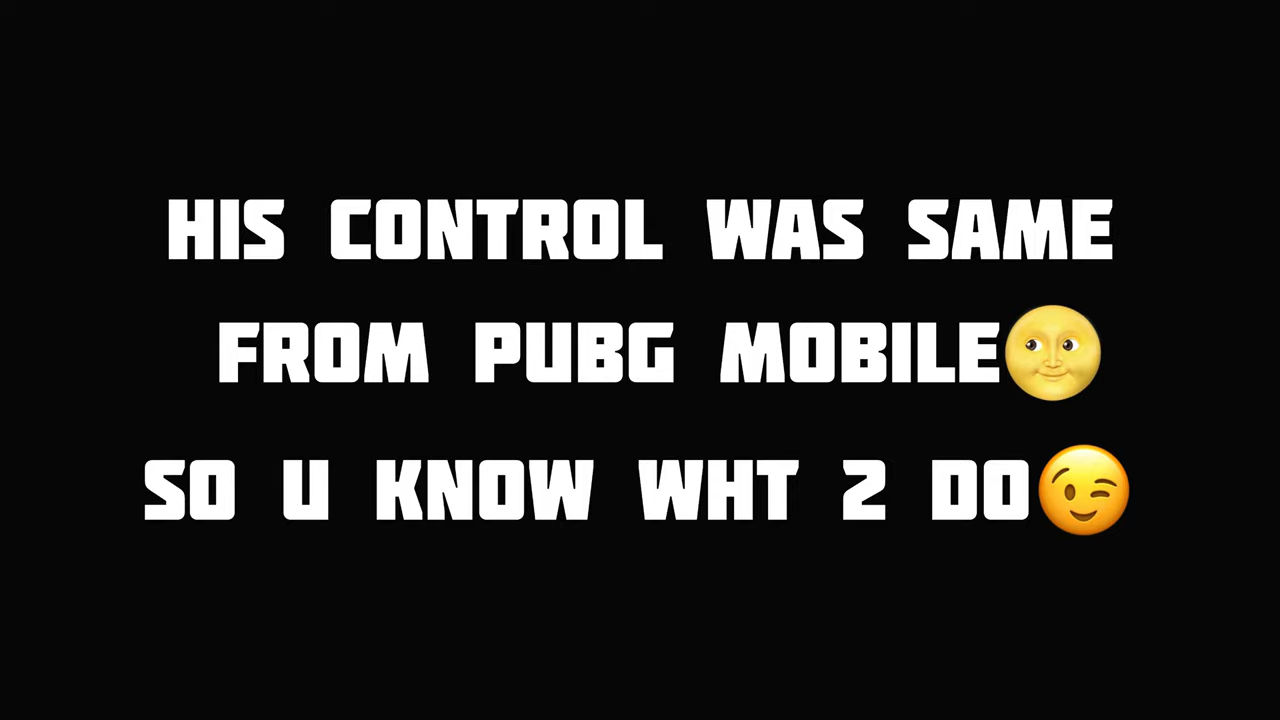 HIS CONTROL WAS SAME
FROM PUBG MOBILE🌝
SO U KNOW WHT 2 DO😉